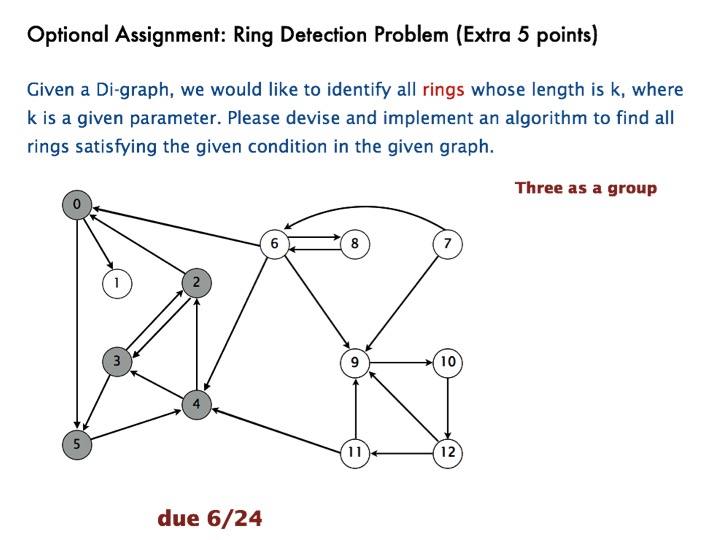 Optional Assignment: Ring Detection Problem (Extra 5 points)
Given a Di-graph, we would like to identify all rings whose length is k, where
k is a given parameter. Please devise and implement an algorithm to find all
rings satisfying the given condition in the given graph.
Three as a group
0
6
8
7
1
2
3
9
10
4
5
11
12
due 6/24